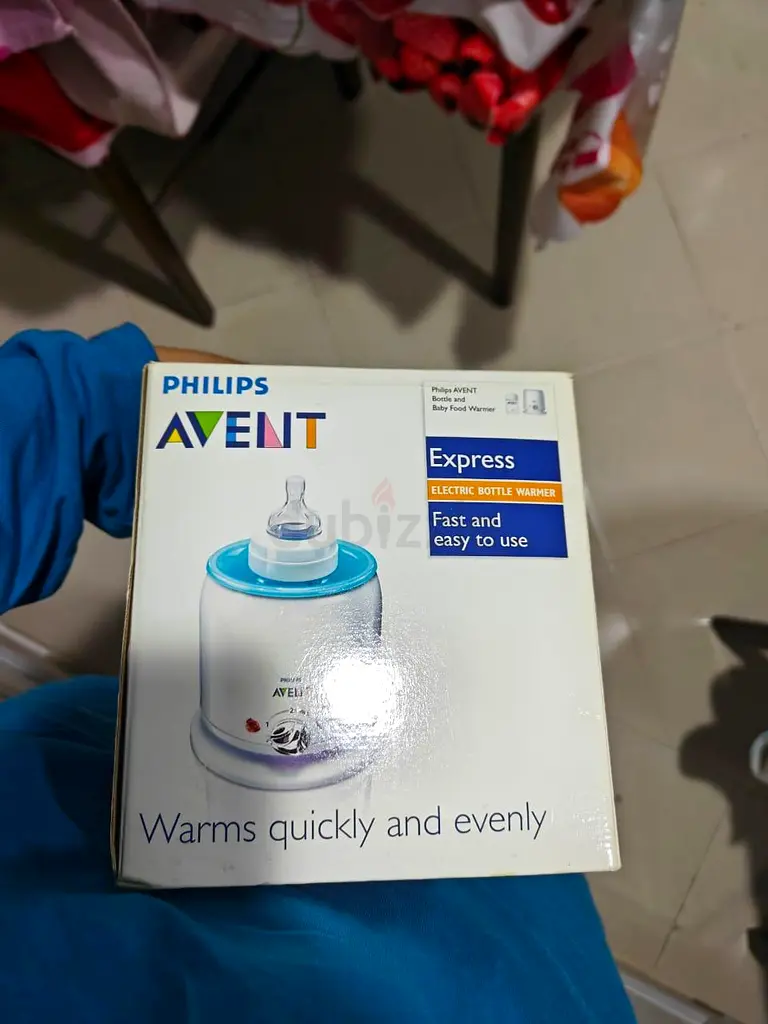 PHILIPS
AVENT
Philips AVENT
Bottle and
Baby Food Warmer
Express
ELECTRIC BOTTLE WARMER
Fast and
easy to use
dubizzle
PHILIPS
AVENT
Warms quickly and evenly